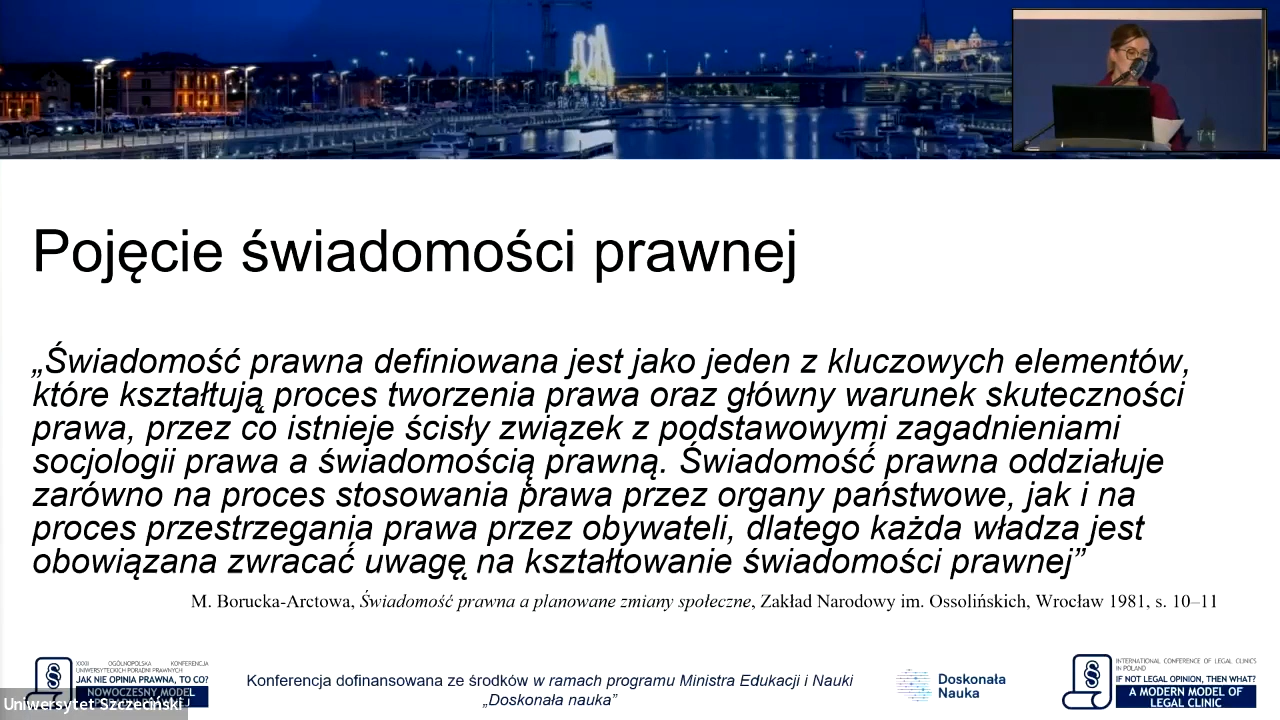 Pojęcie świadomości prawnej
„Świadomość prawna definiowana jest jako jeden z kluczowych elementów,
które kształtują proces tworzenia prawa oraz główny warunek skuteczności
prawa, przez co istnieje ścisły związek z podstawowymi zagadnieniami
socjologii prawa a świadomością prawną. Świadomość prawna oddziałuje
zarówno na proces stosowania prawa przez organy państwowe, jak i na
proces przestrzegania prawa przez obywateli, dlatego każda władza jest
obowiązana zwracać uwagę na kształtowanie świadomości prawnej”
M. Borucka-Arctowa, Świadomość prawna a planowane zmiany społeczne, Zakład Narodowy im. Ossolińskich, Wrocław 1981, s. 10–11
XXXII OGÓLNOPOLSKA KONFERENCJA
UNIWERSYTECKICH PORADNI PRAWNYCH
JAK NIE OPINIA PRAWNA, TO CO?
NOWOCZESNY MODEL
Uniwersytet Szczeciński
Konferencja dofinansowana ze środków w ramach programu Ministra Edukacji i Nauki
„Doskonała nauka”
Doskonała
Nauka
INTERNATIONAL CONFERENCE OF LEGAL CLINICS
IN POLAND
IF NOT LEGAL OPINION, THEN WHAT?
A MODERN MODEL OF
LEGAL CLINIC